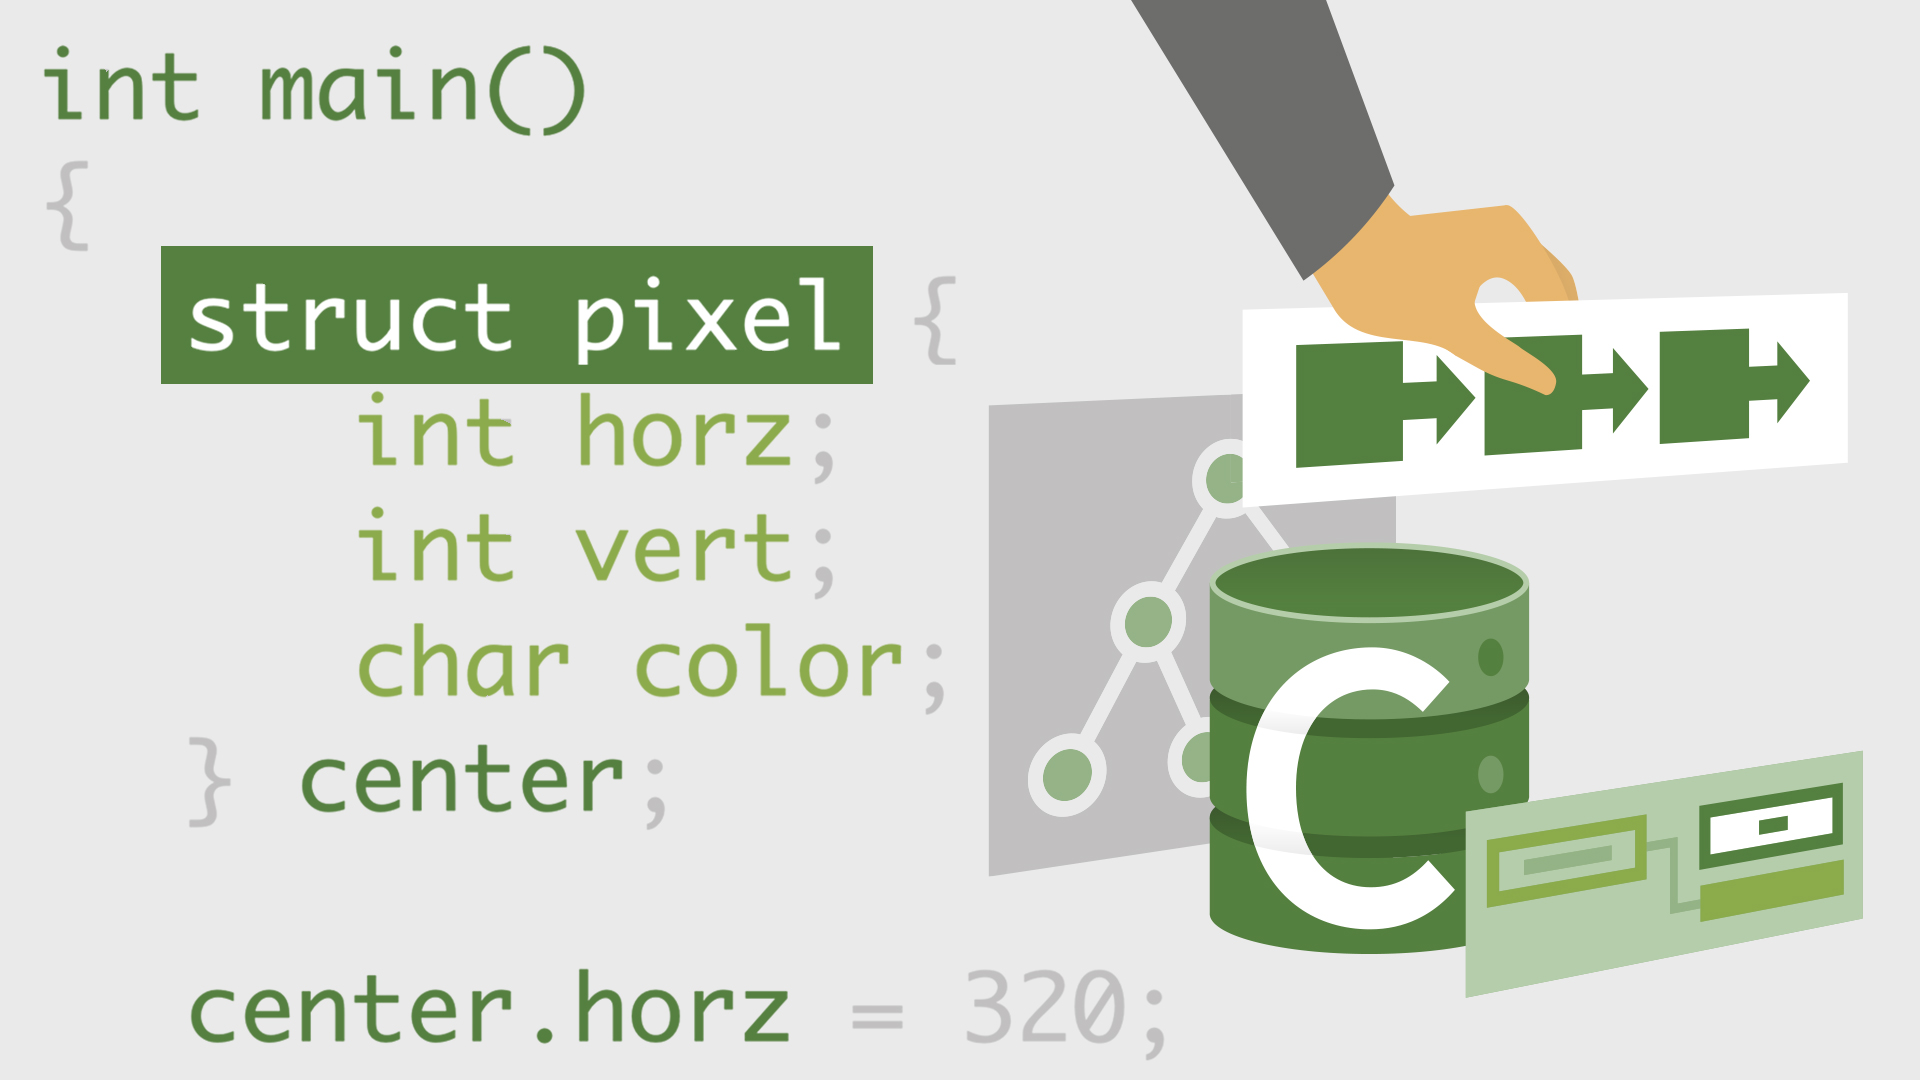 int main()
{
struct pixel {
int horz;
int vert;
char color;
} center;
center.horz = 320;
C